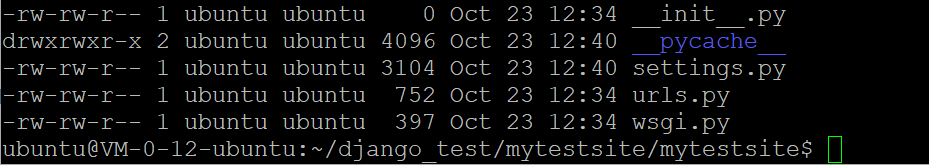 -rw-rw-r-- 1 ubuntu ubuntu    0 Oct 23 12:34 __init__.py
drwxrwxr-x 2 ubuntu ubuntu 4096 Oct 23 12:40 __pycache__
-rw-rw-r-- 1 ubuntu ubuntu 3104 Oct 23 12:40 settings.py
-rw-rw-r-- 1 ubuntu ubuntu  752 Oct 23 12:34 urls.py
-rw-rw-r-- 1 ubuntu ubuntu  397 Oct 23 12:34 wsgi.py
ubuntu@VM-0-12-ubuntu:~/django_test/mytestsite/mytestsite$